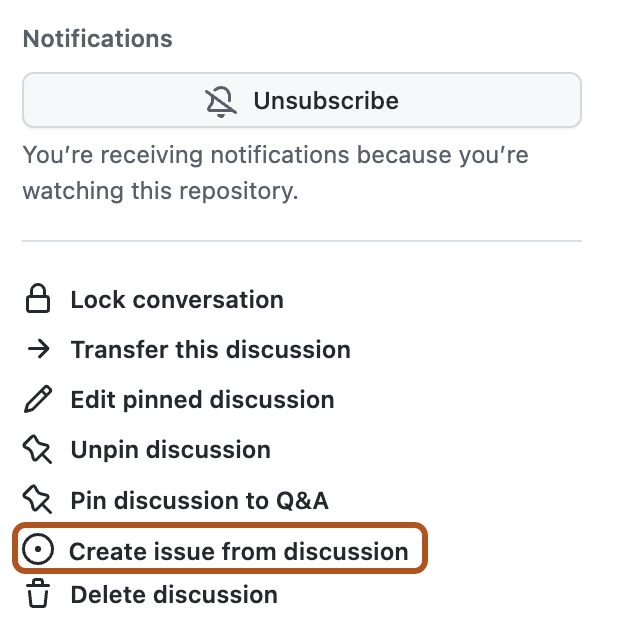 Notifications
Unsubscribe
You’re receiving notifications because you’re
watching this repository.
Lock conversation
Transfer this discussion
Edit pinned discussion
Unpin discussion
Pin discussion to Q&A
Create issue from discussion
Delete discussion